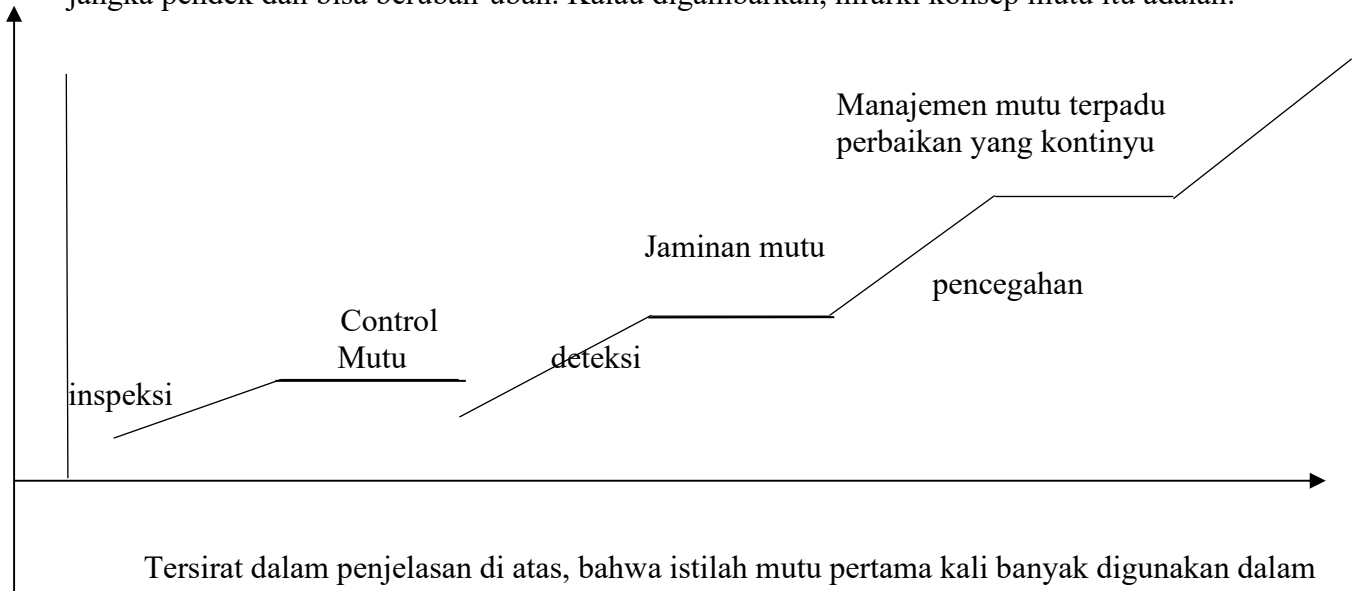 jangka pendek dan bisa berubah-ubah. Kalau digambarkan, hirarki konsep mutu itu adalah:
Manajemen mutu terpadu
perbaikan yang kontinyu
Jaminan mutu
pencegahan
Control
Mutu
deteksi
inspeksi
Tersirat dalam penjelasan di atas, bahwa istilah mutu pertama kali banyak digunakan dalam